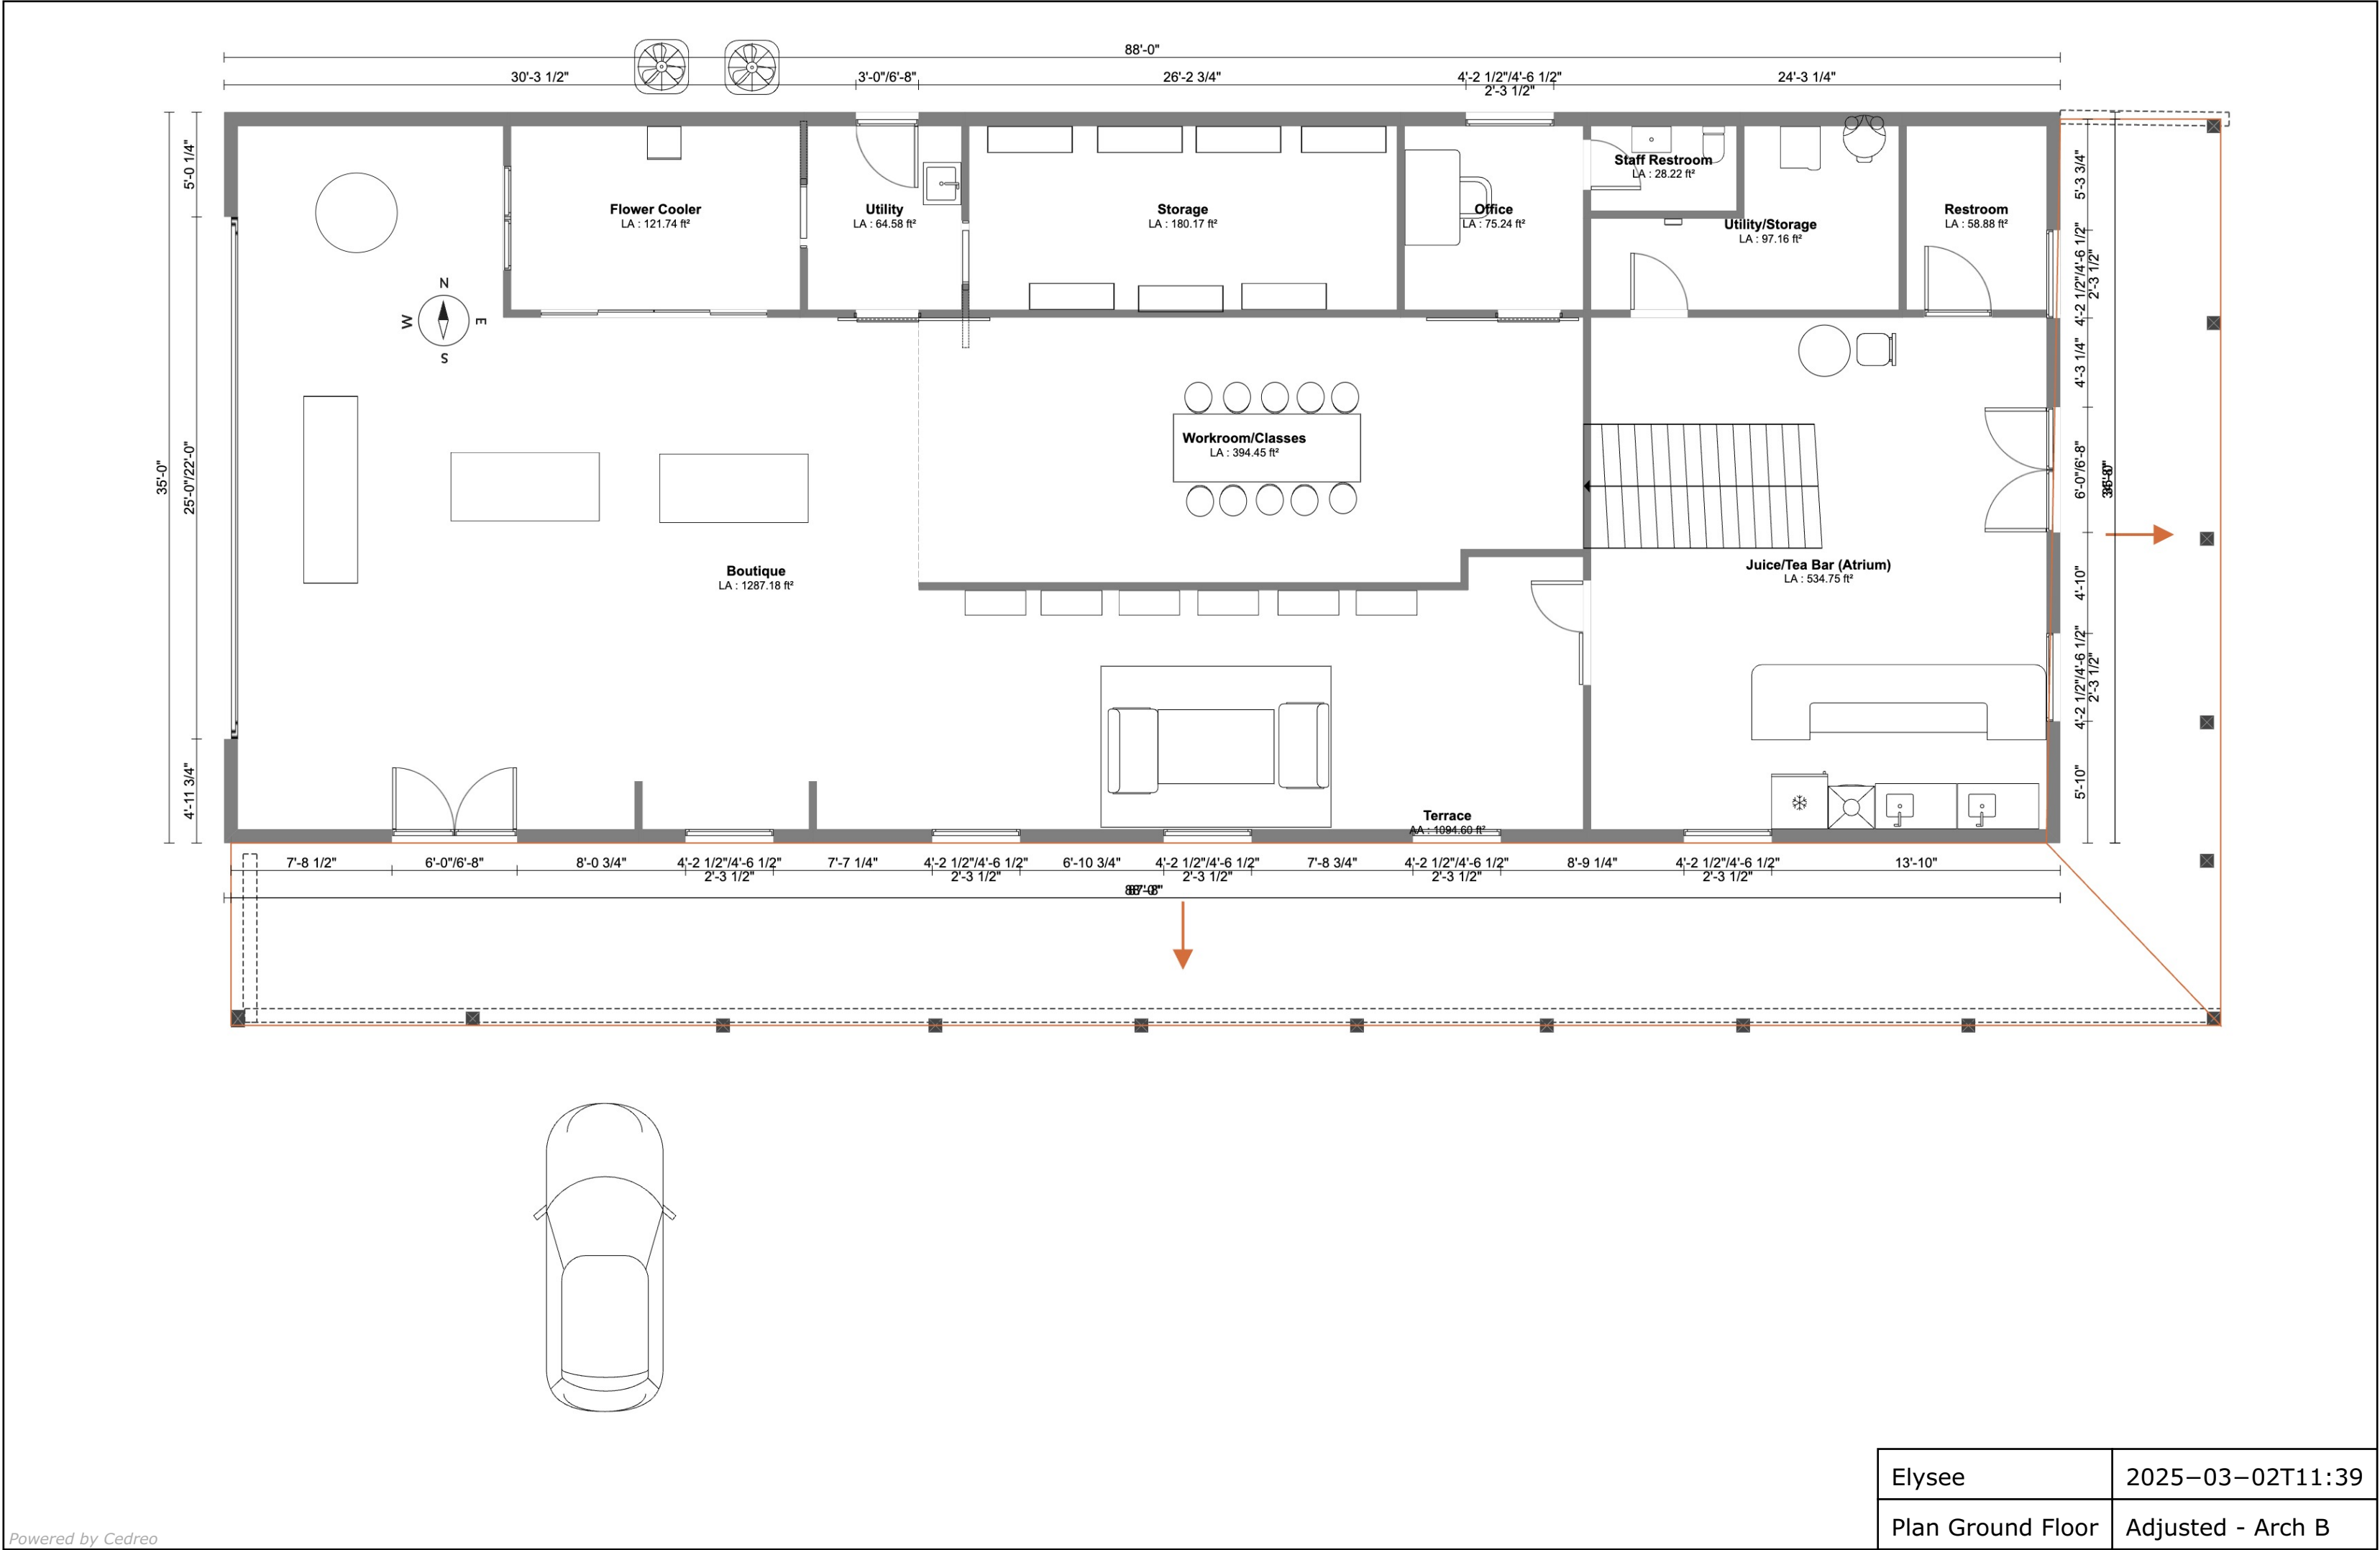 88'-0"
30'-3 1/2"
3'-0"/6'-8"
26'-2 3/4"
4'-2 1/2"/4'-6 1/2"
2'-3 1/2"
24'-3 1/4"
35'-0"
5'-0 1/4"
25'-0"/22'-0"
4'-11 3/4"
Flower Cooler
LA : 121.74 ft²
Utility
LA : 64.58 ft²
Storage
LA : 180.17 ft²
Office
LA : 75.24 ft²
Staff Restroom
LA : 28.22 ft²
Utility/Storage
LA : 97.16 ft²
Restroom
LA : 58.88 ft²
N
W
E
S
Workroom/Classes
LA : 394.45 ft²
Boutique
LA : 1287.18 ft²
Juice/Tea Bar (Atrium)
LA : 534.75 ft²
Terrace
AA : 1094.60 ft²
5'-3 3/4"
4'-2 1/2"/4'-6 1/2"
2'-3 1/2"
4'-3 1/4"
6'-0"/6'-8"
4'-10"
4'-2 1/2"/4'-6 1/2"
2'-3 1/2"
5'-10"
7'-8 1/2"
6'-0"/6'-8"
8'-0 3/4"
4'-2 1/2"/4'-6 1/2"
2'-3 1/2"
7'-7 1/4"
4'-2 1/2"/4'-6 1/2"
2'-3 1/2"
6'-10 3/4"
4'-2 1/2"/4'-6 1/2"
2'-3 1/2"
7'-8 3/4"
4'-2 1/2"/4'-6 1/2"
2'-3 1/2"
8'-9 1/4"
4'-2 1/2"/4'-6 1/2"
2'-3 1/2"
13'-10"
Elysee
2025−03−02T11:39
Plan Ground Floor
Adjusted - Arch B
Powered by Cedreo